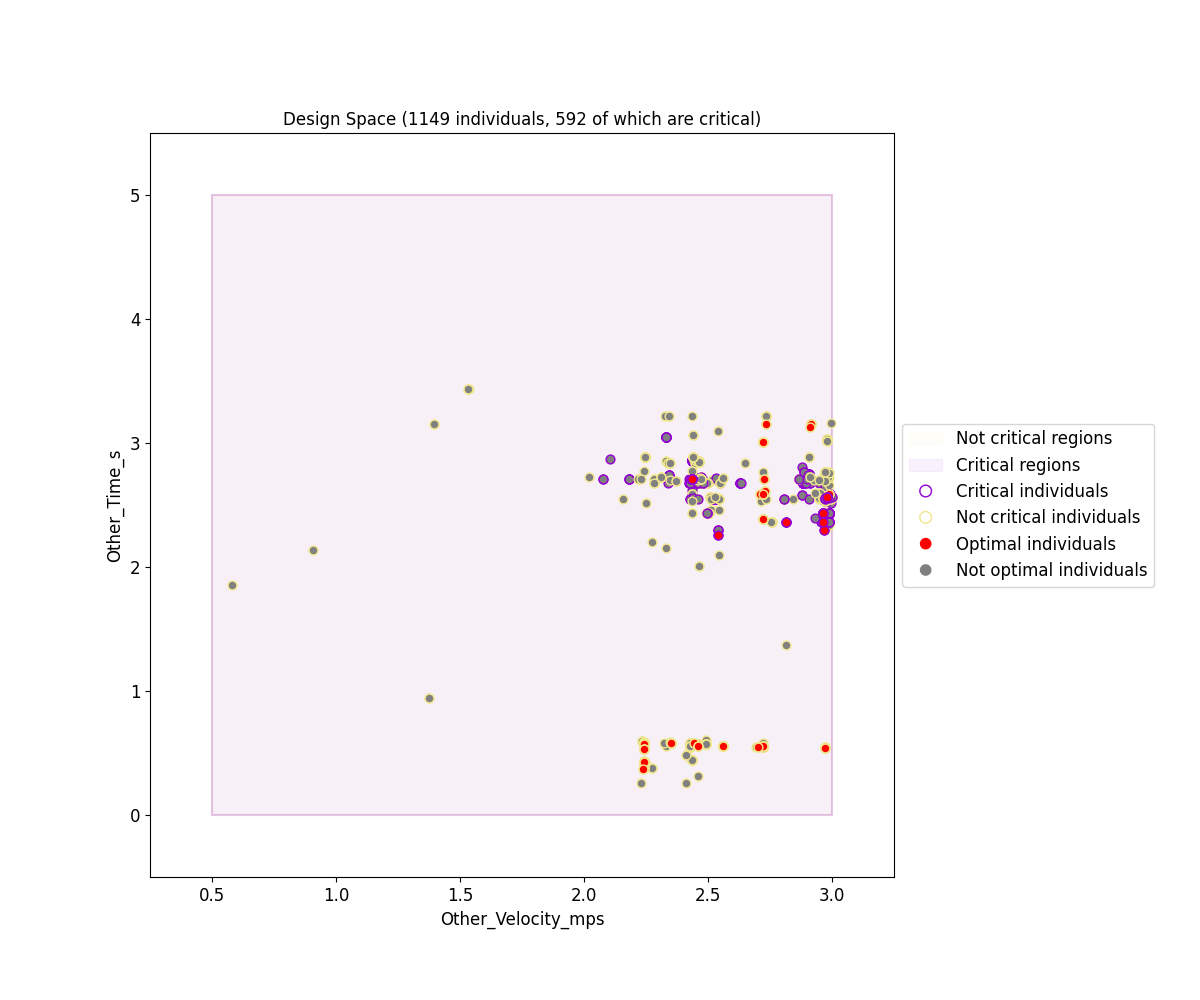 Design Space (1149 individuals, 592 of which are critical)
5
4
3
2
1
0
Other_Time_s
0.5 1.0 1.5 2.0 2.5 3.0
Other_Velocity_mps
Not critical regions
Critical regions
Critical individuals
Not critical individuals
Optimal individuals
Not optimal individuals